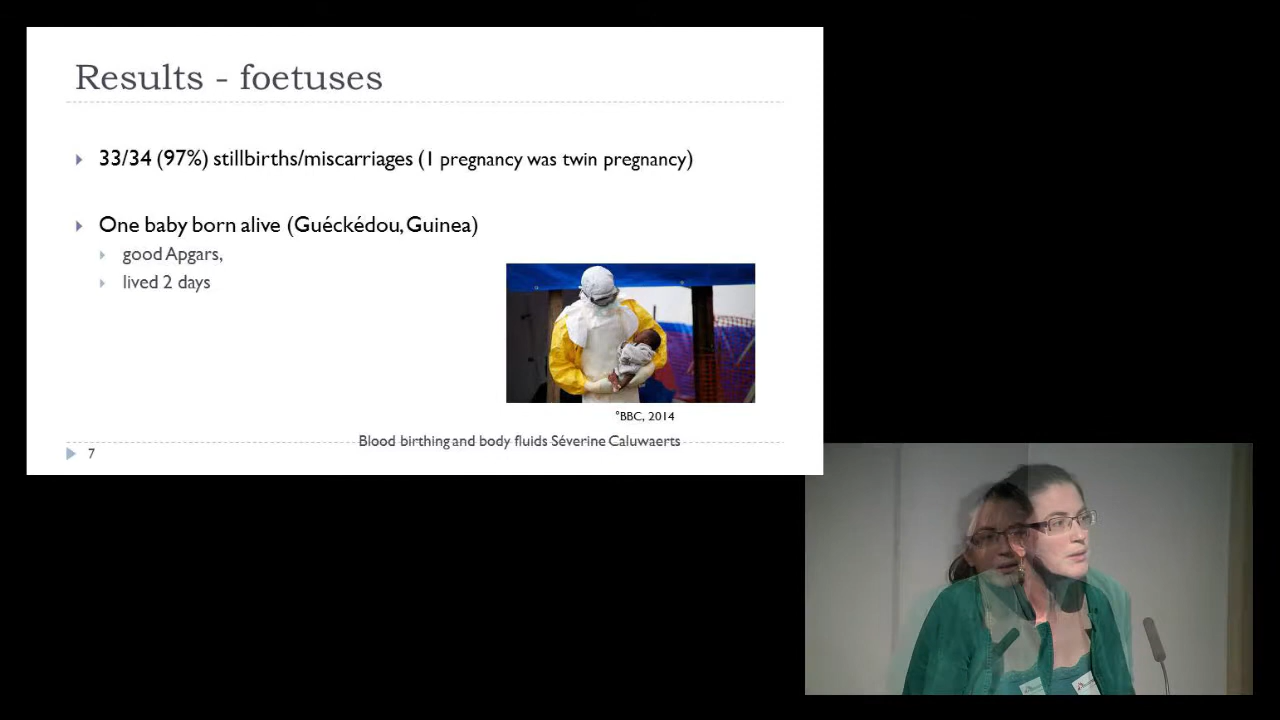 Results - foetuses
33/34 (97%) stillbirths/miscarriages (1 pregnancy was twin pregnancy)
One baby born alive (Guéckédou, Guinea)
good Apgars,
lived 2 days
°BBC, 2014
Blood birthing and body fluids Séverine Caluwaerts
7